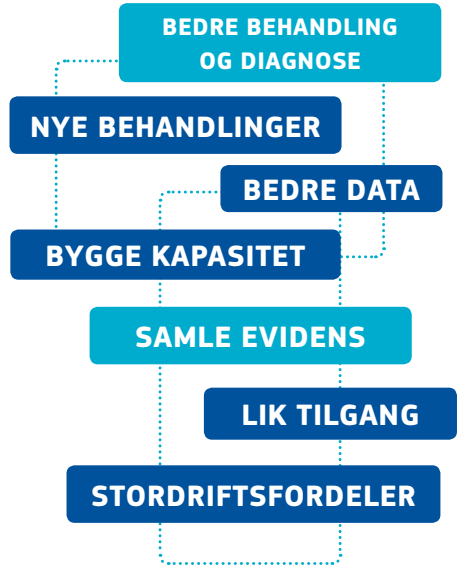 BEDRE BEHANDLING
OG DIAGNOSE
NYE BEHANDLINGER
BEDRE DATA
BYGGE KAPASITET
SAMLE EVIDENS
LIK TILGANG
STORDRIFTSFORDELER